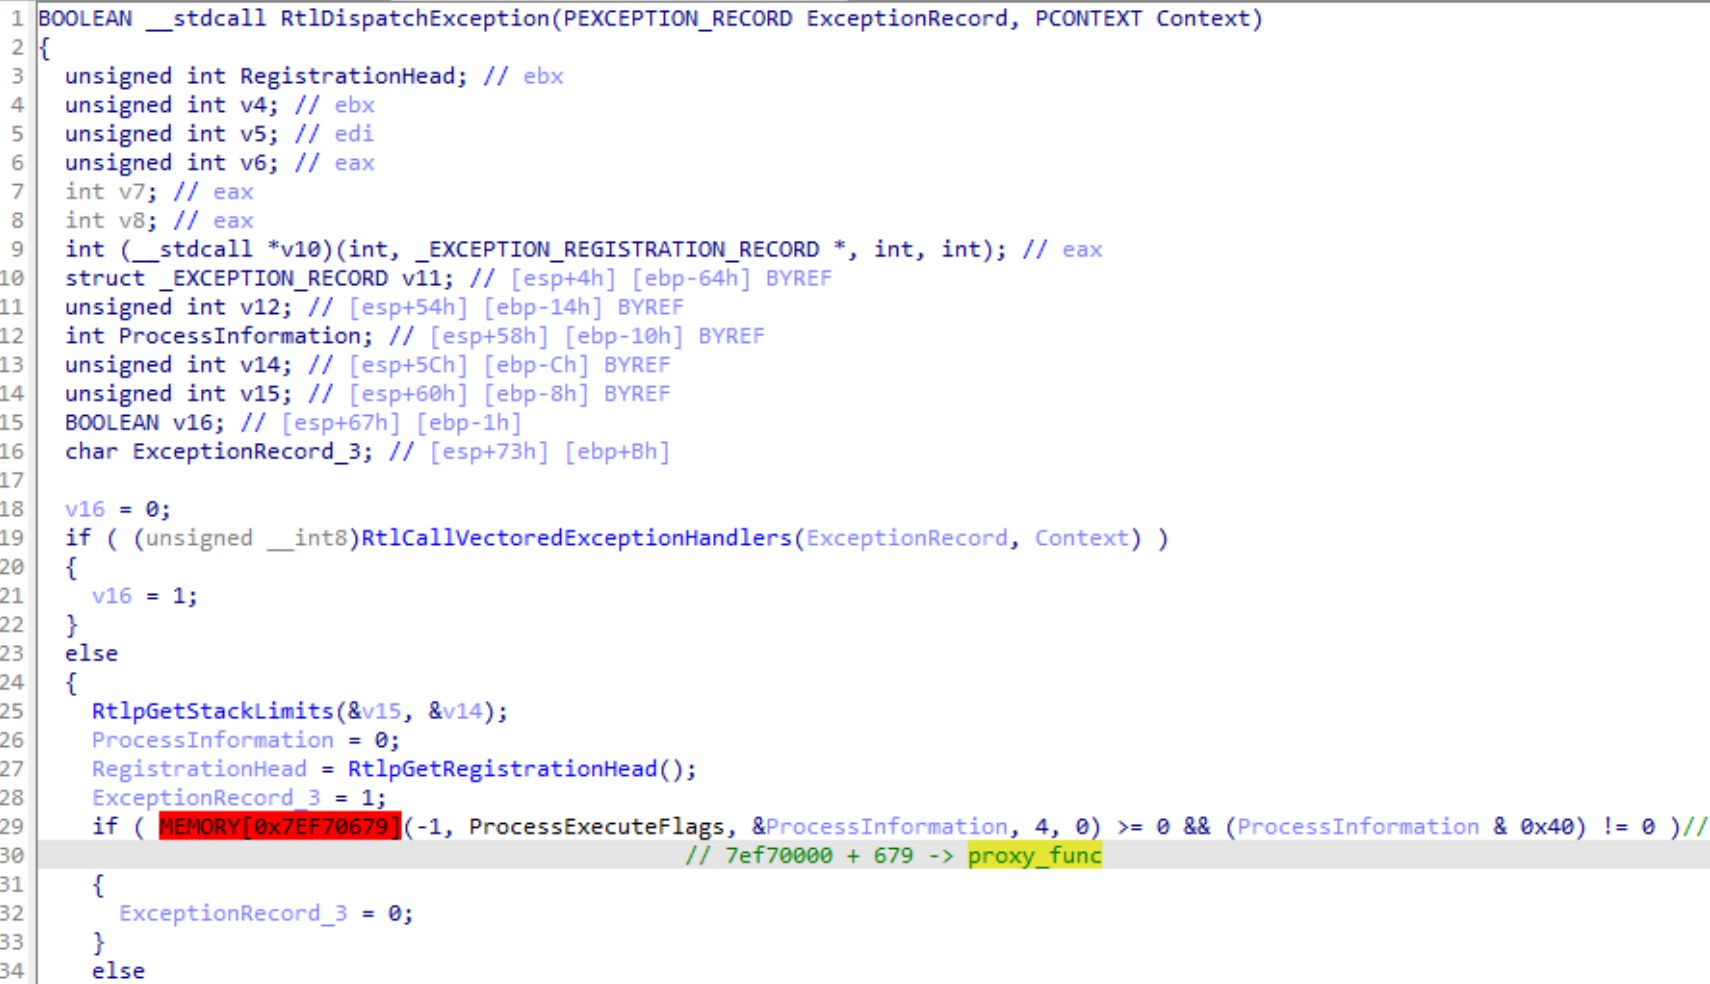 1 BOOLEAN __stdcall RtlDispatchException(PEXCEPTION_RECORD ExceptionRecord, PCONTEXT Context)
2 {
3 unsigned int RegistrationHead; // ebx
4 unsigned int v4; // ebx
5 unsigned int v5; // edi
6 unsigned int v6; // eax
7 int v7; // eax
8 int v8; // eax
9 int (__stdcall *v10)(int, _EXCEPTION_REGISTRATION_RECORD *, int, int); // eax
10 struct _EXCEPTION_RECORD v11; // [esp+4h] [ebp-64h] BYREF
11 unsigned int v12; // [esp+54h] [ebp-14h] BYREF
12 int ProcessInformation; // [esp+58h] [ebp-10h] BYREF
13 unsigned int v14; // [esp+5Ch] [ebp-Ch] BYREF
14 unsigned int v15; // [esp+60h] [ebp-8h] BYREF
15 BOOLEAN v16; // [esp+67h] [ebp-1h]
16 char ExceptionRecord_3; // [esp+73h] [ebp+Bh]
17
18 v16 = 0;
19 if ( (unsigned __int8)RtlCallVectoredExceptionHandlers(ExceptionRecord, Context) )
20 {
21 v16 = 1;
22 }
23 else
24 {
25 RtlpGetStackLimits(&v15, &v14);
26 ProcessInformation = 0;
27 RegistrationHead = RtlpGetRegistrationHead();
28 ExceptionRecord_3 = 1;
29 if ( MEMORY[0x7EF70679](-1, ProcessExecuteFlags, &ProcessInformation, 4, 0) >= 0 && (ProcessInformation & 0x40) != 0 )//
30 // 7ef70000 + 679 -> proxy_func
31 {
32 ExceptionRecord_3 = 0;
33 }
34 else